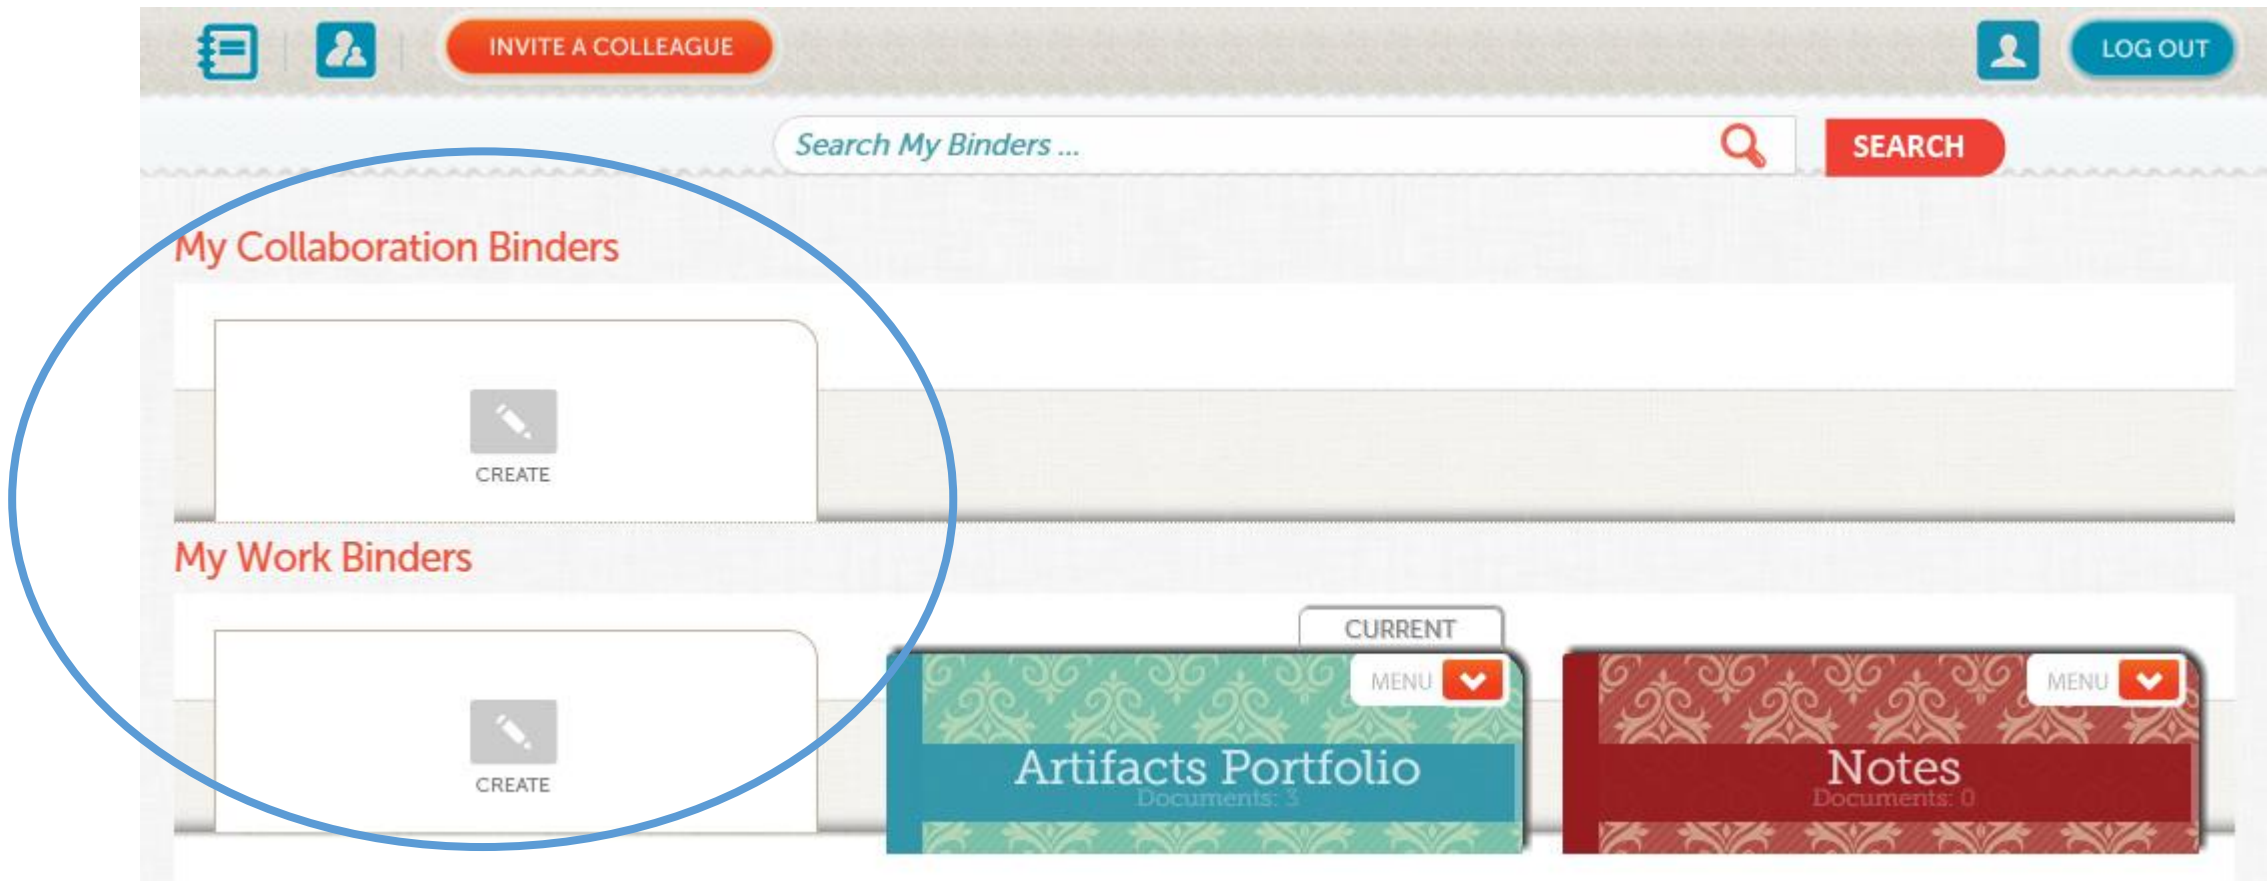 INVITE A COLLEAGUE
LOG OUT
Search My Binders ...
SEARCH
My Collaboration Binders
CREATE
My Work Binders
CURRENT
MENU
MENU
Artifacts Portfolio
Documents: 3
Notes
Documents: 0
CREATE